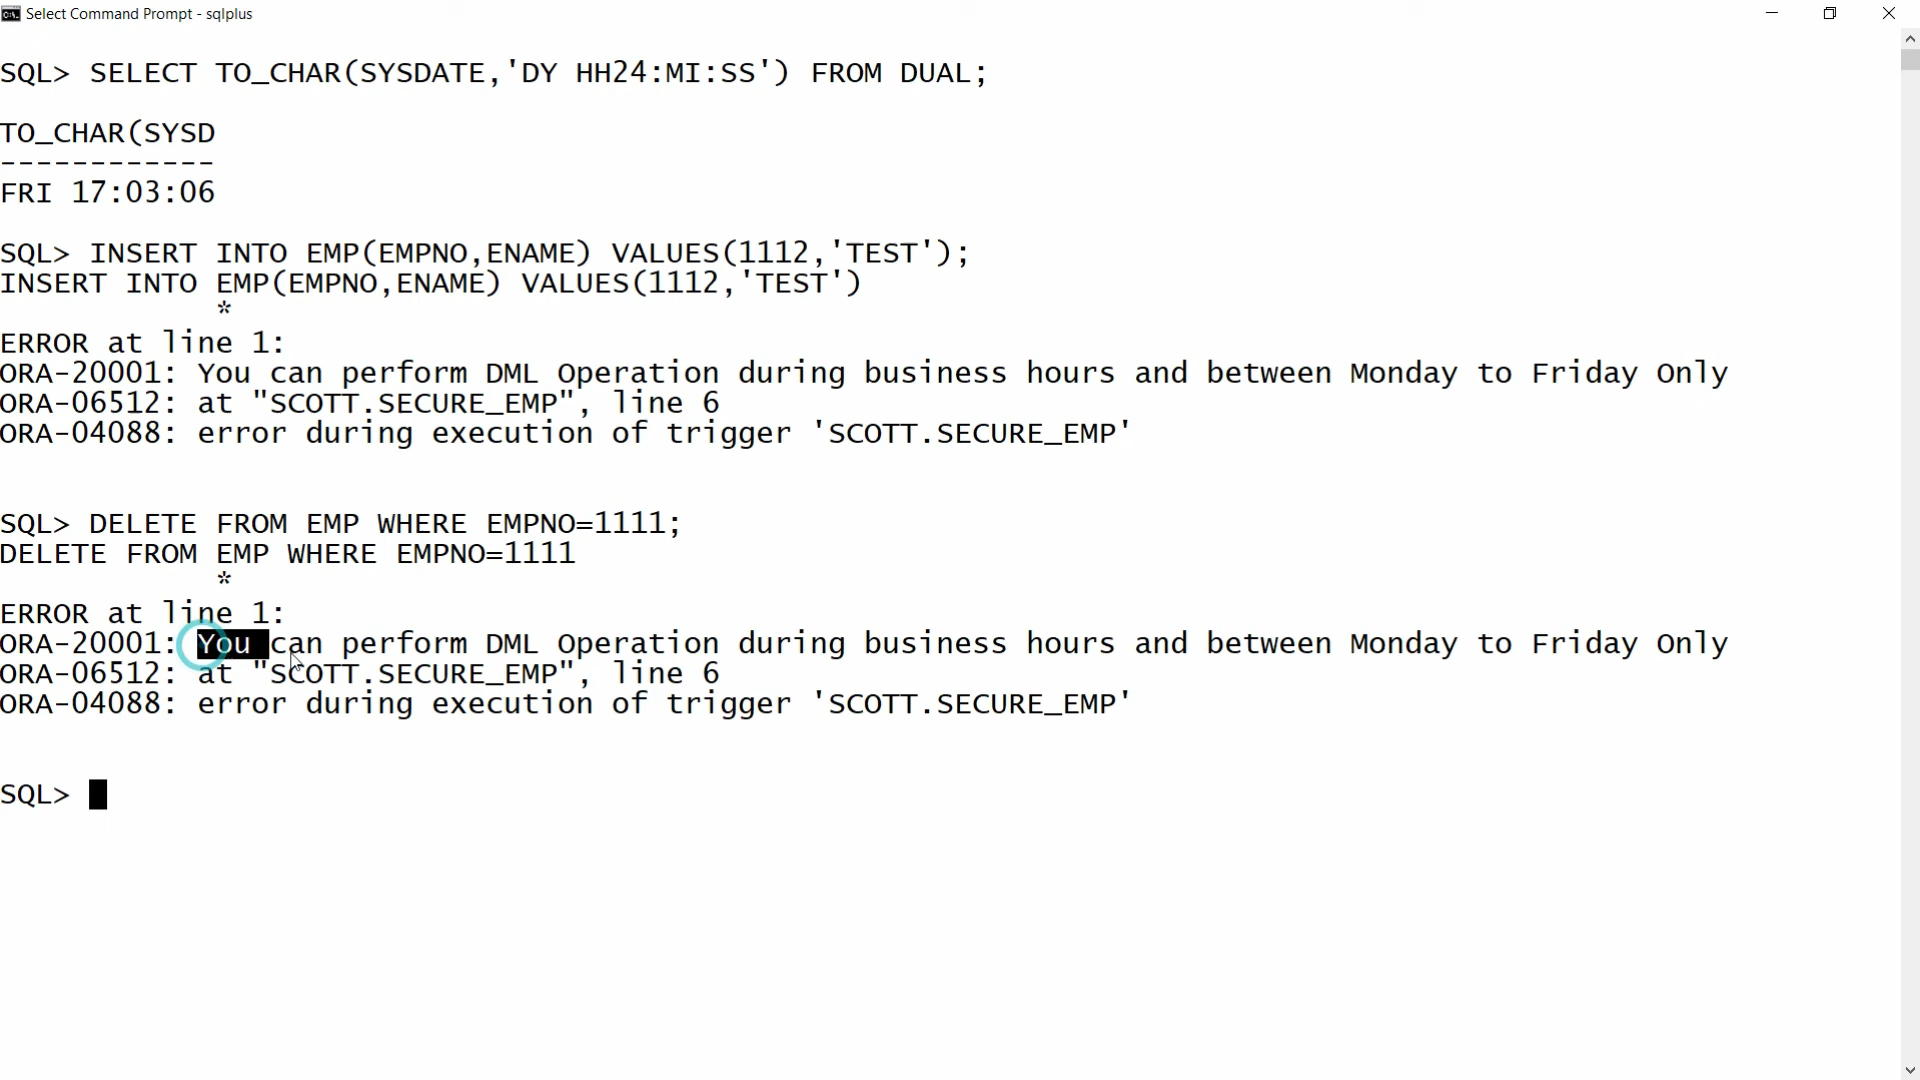 Select Command Prompt - sqlplus
SQL> SELECT TO_CHAR(SYSDATE,'DY HH24:MI:SS') FROM DUAL;
TO_CHAR(SYSD
------------
FRI 17:03:06
SQL> INSERT INTO EMP(EMPNO,ENAME) VALUES(1112,'TEST');
INSERT INTO EMP(EMPNO,ENAME) VALUES(1112,'TEST')
*
ERROR at line 1:
ORA-20001: You can perform DML Operation during business hours and between Monday to Friday Only
ORA-06512: at "SCOTT.SECURE_EMP", line 6
ORA-04088: error during execution of trigger 'SCOTT.SECURE_EMP'
SQL> DELETE FROM EMP WHERE EMPNO=1111;
DELETE FROM EMP WHERE EMPNO=1111
*
ERROR at line 1:
ORA-20001: You can perform DML Operation during business hours and between Monday to Friday Only
ORA-06512: at "SCOTT.SECURE_EMP", line 6
ORA-04088: error during execution of trigger 'SCOTT.SECURE_EMP'
SQL>